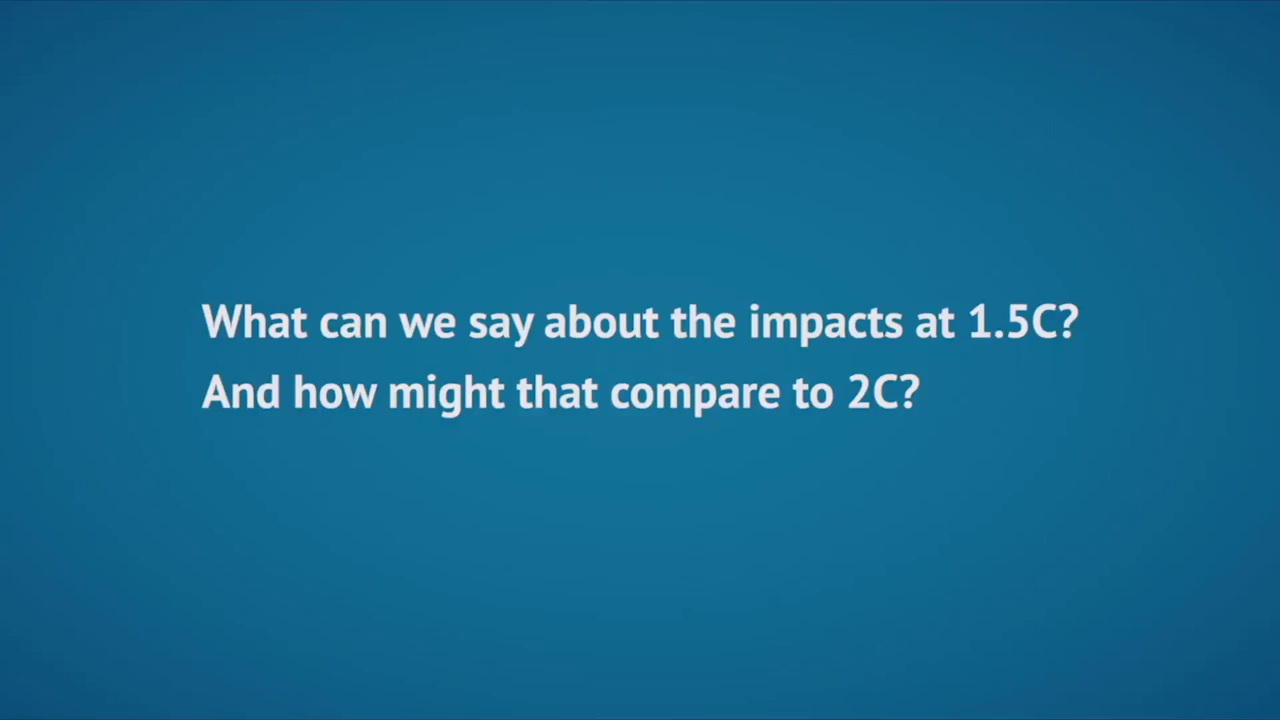 What can we say about the impacts at 1.5C?
And how might that compare to 2C?